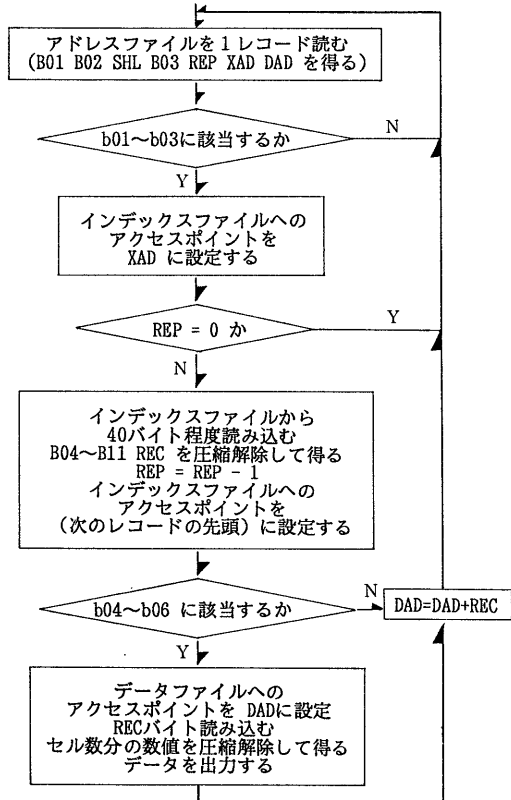 アドレスファイルを１レコード読む
(B01 B02 SHL B03 REP XAD DAD を得る)
b01～b03に該当するか
N
Y
インデックスファイルへの
アクセスポイントを
XAD に設定する
REP = 0 か
Y
N
インデックスファイルから
40バイト程度読み込む
B04～B11 REC を圧縮解除して得る
REP = REP - 1
インデックスファイルへの
アクセスポイントを
(次のレコードの先頭) に設定する
b04～b06 に該当するか
N
DAD=DAD+REC
Y
データファイルへの
アクセスポイントを DADに設定
RECバイト読み込む
セル数分の数値を圧縮解除して得る
データを出力する